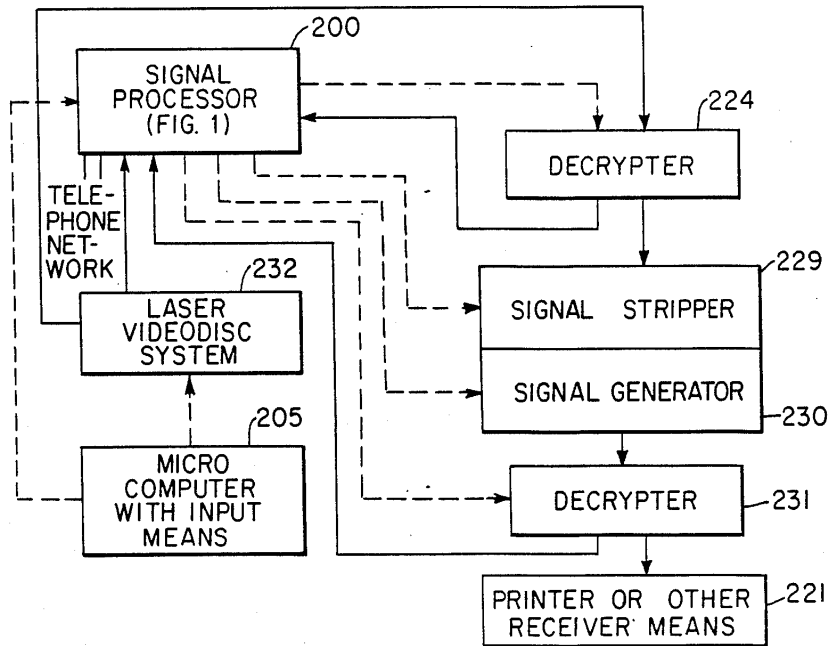 200
SIGNAL
PROCESSOR
(FIG. 1)
224
DECRYPTER
TELE-
PHONE
NET-
WORK
232
LASER
VIDEODISC
SYSTEM
229
SIGNAL STRIPPER
SIGNAL GENERATOR
230
205
MICRO
COMPUTER
WITH INPUT
MEANS
DECRYPTER
231
PRINTER OR OTHER
RECEIVER MEANS
221